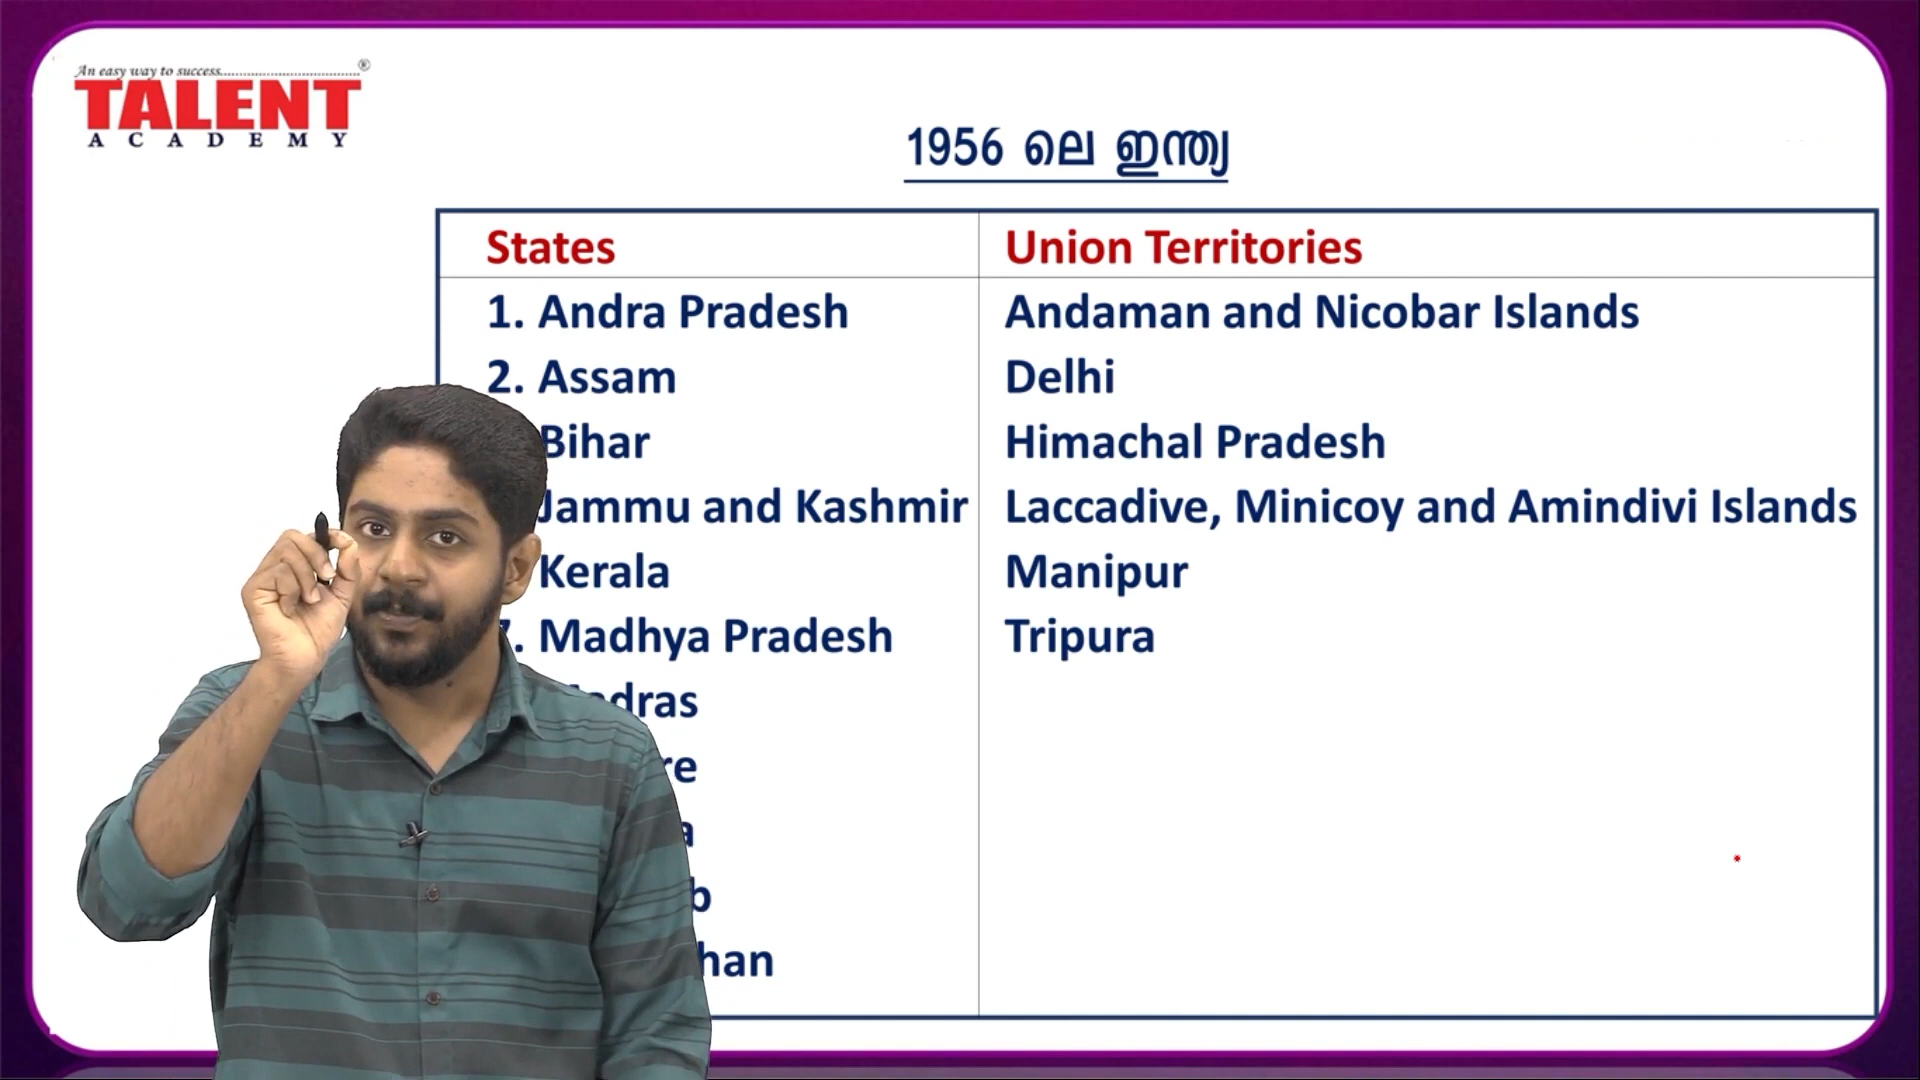 An easy way to success
TALENT
ACADEMY
1956 ലെ ഇന്ത്യ
States
Union Territories
1. Andra Pradesh
Andaman and Nicobar Islands
2. Assam
Delhi
Bihar
Himachal Pradesh
Jammu and Kashmir
Laccadive, Minicoy and Amindivi Islands
Kerala
Manipur
7. Madhya Pradesh
Tripura